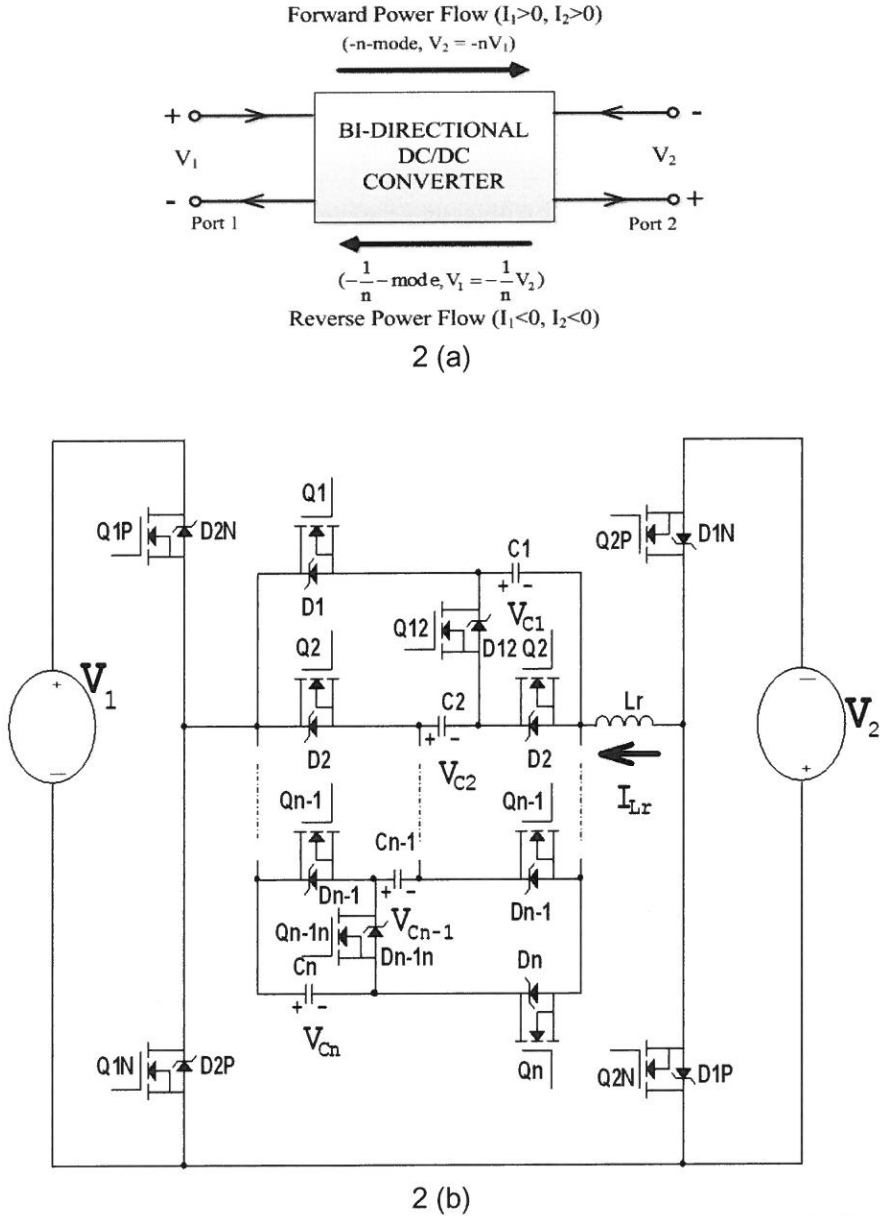 Forward Power Flow (I₁>0, I₂>0)
(-n-mode, V₂ = -nV₁)
+
BI-DIRECTIONAL
DC/DC
CONVERTER
-
V₁
V₂
-
Port 1
Port 2
+
(-1/n - mode, V₁ = -1/n V₂)
Reverse Power Flow (I₁<0, I₂<0)
2 (a)
Q1
Q1P
D2N
Q2P
D1N
C1
+ -
D1
V_C1
Q12
D12
Q2
Q2
+
V₁
-
C2
+ -
D2
V_C2
D2
Lr
-
V₂
+
I_Lr
Qn-1
Qn-1
Cn-1
+ -
Dn-1
V_Cn-1
Dn-1
Qn-1n
Dn-1n
Cn
+ -
V_Cn
Dn
Qn
Q1N
D2P
Q2N
D1P
2 (b)